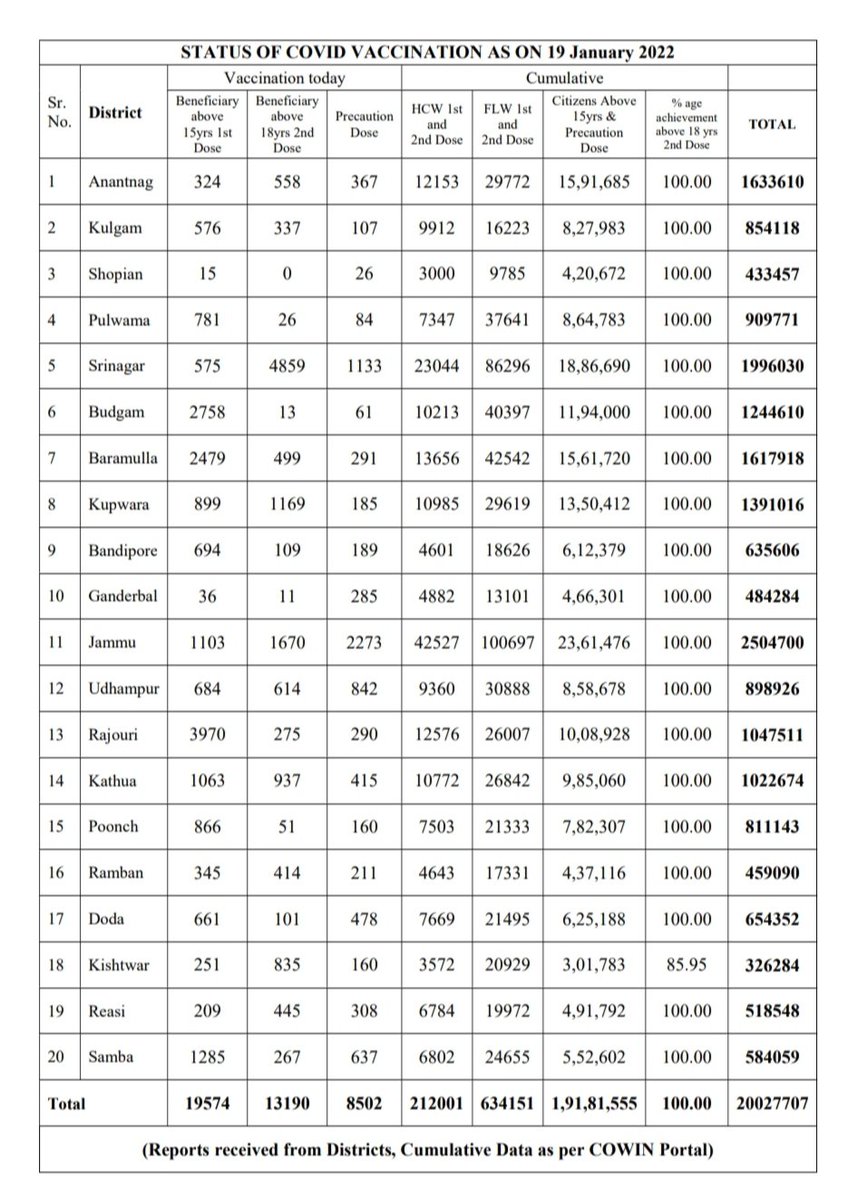 STATUS OF COVID VACCINATION AS ON 19 January 2022
Vaccination today Cumulative
Sr. No. District Beneficiary above 15yrs 1st Dose Beneficiary above 18yrs 2nd Dose Precaution Dose HCW 1st and 2nd Dose FLW 1st and 2nd Dose Citizens Above 15yrs & Precaution Dose % age achievement above 18 yrs 2nd Dose TOTAL
1 Anantnag 324 558 367 12153 29772 15,91,685 100.00 1633610
2 Kulgam 576 337 107 9912 16223 8,27,983 100.00 854118
3 Shopian 15 0 26 3000 9785 4,20,672 100.00 433457
4 Pulwama 781 26 84 7347 37641 8,64,783 100.00 909771
5 Srinagar 575 4859 1133 23044 86296 18,86,690 100.00 1996030
6 Budgam 2758 13 61 10213 40397 11,94,000 100.00 1244610
7 Baramulla 2479 499 291 13656 42542 15,61,720 100.00 1617918
8 Kupwara 899 1169 185 10985 29619 13,50,412 100.00 1391016
9 Bandipore 694 109 189 4601 18626 6,12,379 100.00 635606
10 Ganderbal 36 11 285 4882 13101 4,66,301 100.00 484284
11 Jammu 1103 1670 2273 42527 100697 23,61,476 100.00 2504700
12 Udhampur 684 614 842 9360 30888 8,58,678 100.00 898926
13 Rajouri 3970 275 290 12576 26007 10,08,928 100.00 1047511
14 Kathua 1063 937 415 10772 26842 9,85,060 100.00 1022674
15 Poonch 866 51 160 7503 21333 7,82,307 100.00 811143
16 Ramban 345 414 211 4643 17331 4,37,116 100.00 459090
17 Doda 661 101 478 7669 21495 6,25,188 100.00 654352
18 Kishtwar 251 835 160 3572 20929 3,01,783 85.95 326284
19 Reasi 209 445 308 6784 19972 4,91,792 100.00 518548
20 Samba 1285 267 637 6802 24655 5,52,602 100.00 584059
Total 19574 13190 8502 212001 634151 1,91,81,555 100.00 20027707
(Reports received from Districts, Cumulative Data as per COWIN Portal)